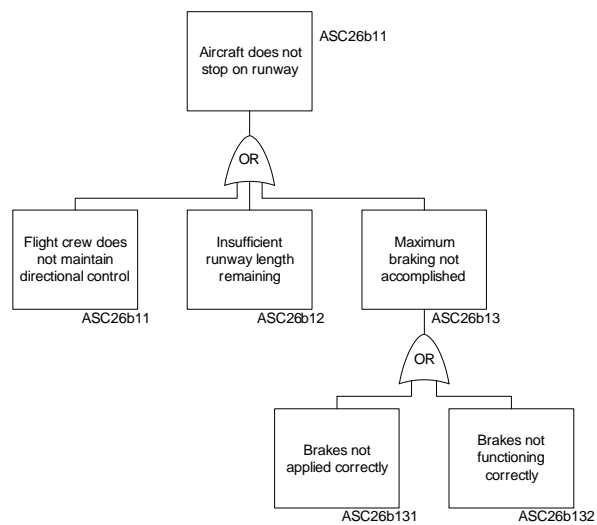 Aircraft does not
stop on runway
ASC26b11
OR
Flight crew does
not maintain
directional control
ASC26b11
Insufficient
runway length
remaining
ASC26b12
Maximum
braking not
accomplished
ASC26b13
OR
Brakes not
applied correctly
ASC26b131
Brakes not
functioning
correctly
ASC26b132